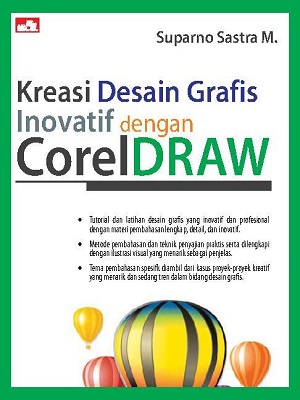 Suparno Sastra M.
Kreasi Desain Grafis
Inovatif dengan
CorelDRAW
• Tutorial dan latihan desain grafis yang inovatif dan profesional
dengan materi pembahasan lengkap, detail, dan inovatif.
• Metode pembahasan dan teknik penyajian praktis serta dilengkapi
dengan ilustrasi visual yang menarik sebagai penjelas.
• Tema pembahasan spesifik diambil dari kasus proyek-proyek kreatif
yang menarik dan sedang tren dalam bidang desain grafis.